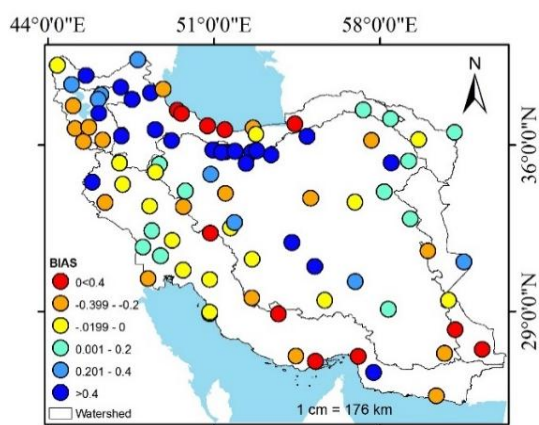 44°0'0"E 51°0'0"E 58°0'0"E
N
36°0'0"N
29°0'0"N
BIAS
0<0.4
-0.399 - -0.2
-.0199 - 0
0.001 - 0.2
0.201 - 0.4
>0.4
Watershed
1 cm = 176 km